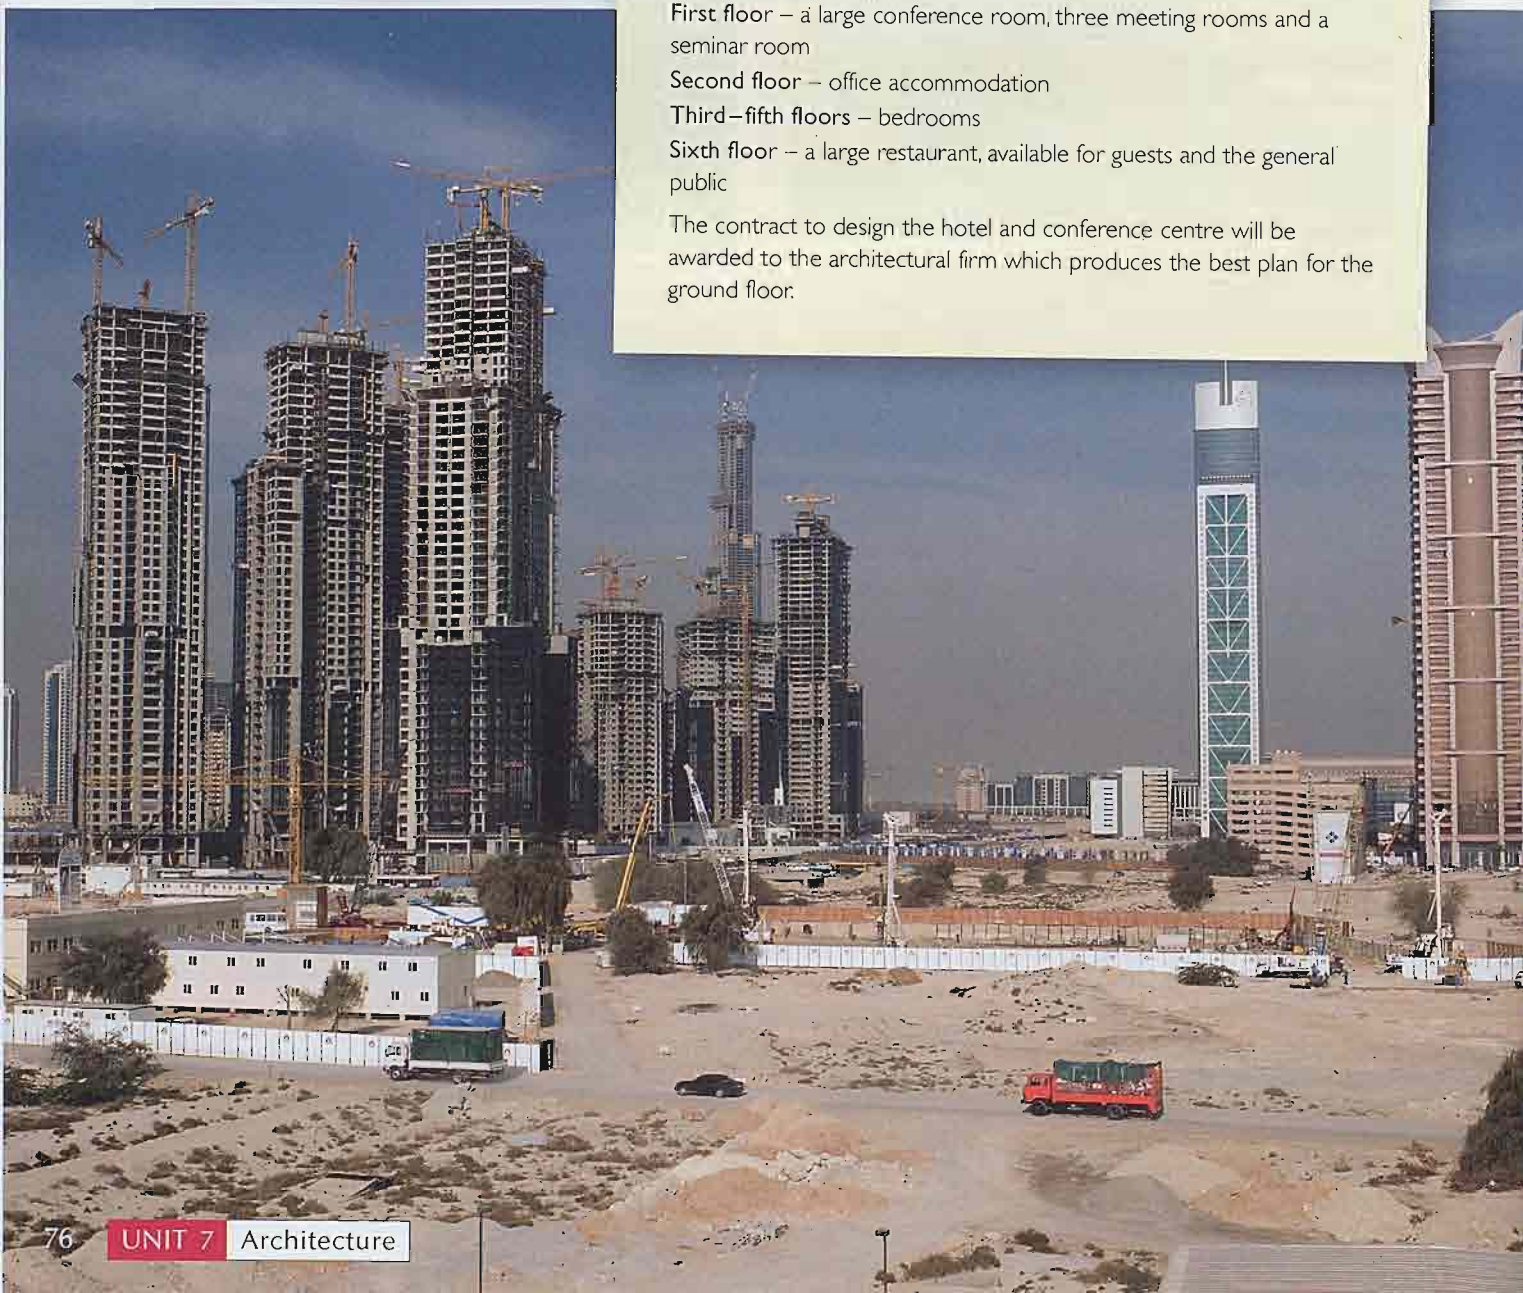 First floor – a large conference room, three meeting rooms and a
seminar room
Second floor – office accommodation
Third–fifth floors – bedrooms
Sixth floor – a large restaurant, available for guests and the general
public
The contract to design the hotel and conference centre will be
awarded to the architectural firm which produces the best plan for the
ground floor.
76 UNIT 7 Architecture